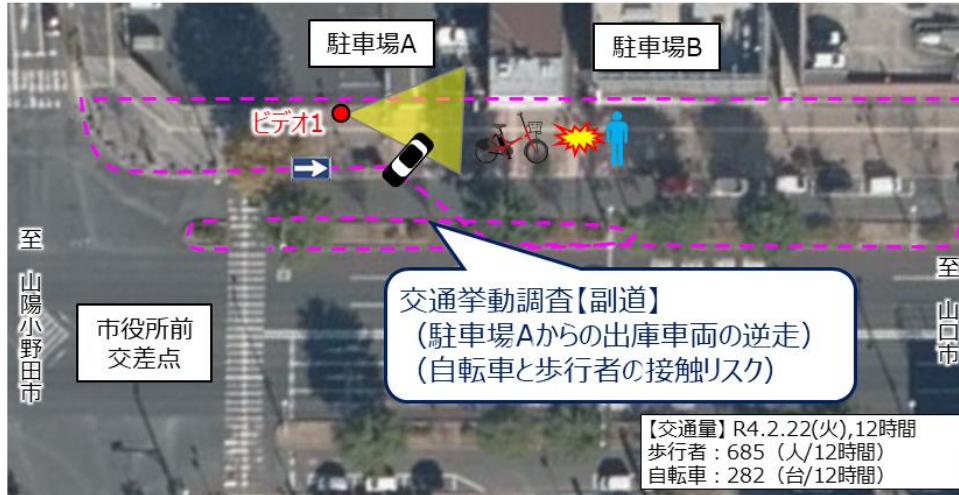 駐車場A
駐車場B
ビデオ1
至 山陽小野田市
市役所前
交差点
交通挙動調査【副道】
(駐車場Aからの出庫車両の逆走)
(自転車と歩行者の接触リスク)
至 山口市
【交通量】R4.2.22(火),12時間
歩行者：685（人/12時間）
自転車：282（台/12時間）